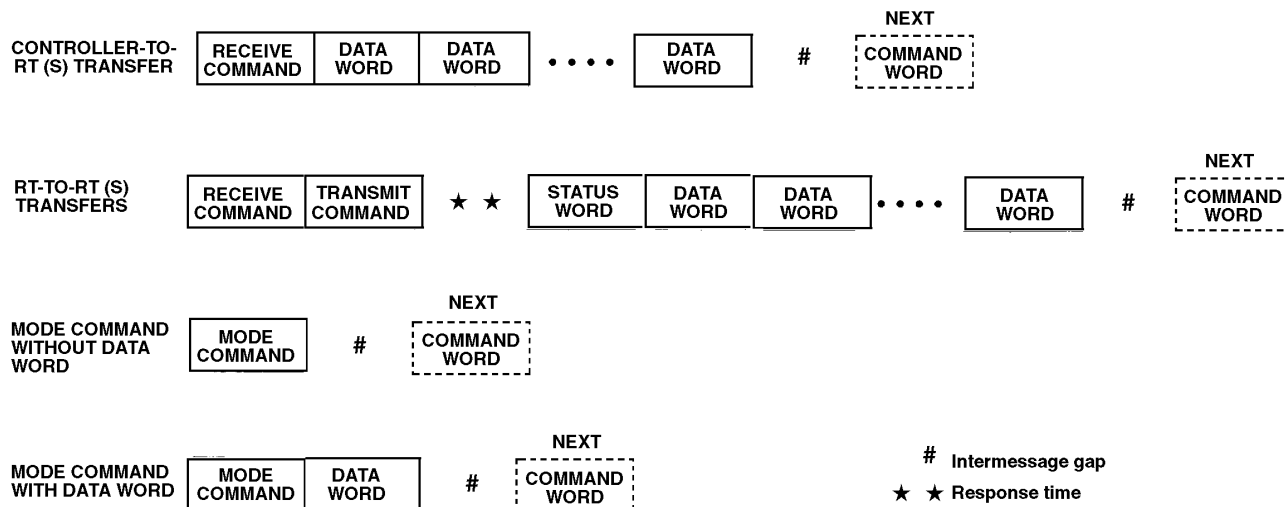 NEXT
CONTROLLER-TO-
RT (S) TRANSFER
RECEIVE
COMMAND
DATA
WORD
DATA
WORD
DATA
WORD
#
COMMAND
WORD
NEXT
RT-TO-RT (S)
TRANSFERS
RECEIVE
COMMAND
TRANSMIT
COMMAND
★ ★
STATUS
WORD
DATA
WORD
DATA
WORD
DATA
WORD
#
COMMAND
WORD
NEXT
MODE COMMAND
WITHOUT DATA
WORD
MODE
COMMAND
#
COMMAND
WORD
NEXT
MODE COMMAND
WITH DATA WORD
MODE
COMMAND
DATA
WORD
#
COMMAND
WORD
# Intermessage gap
★ ★ Response time